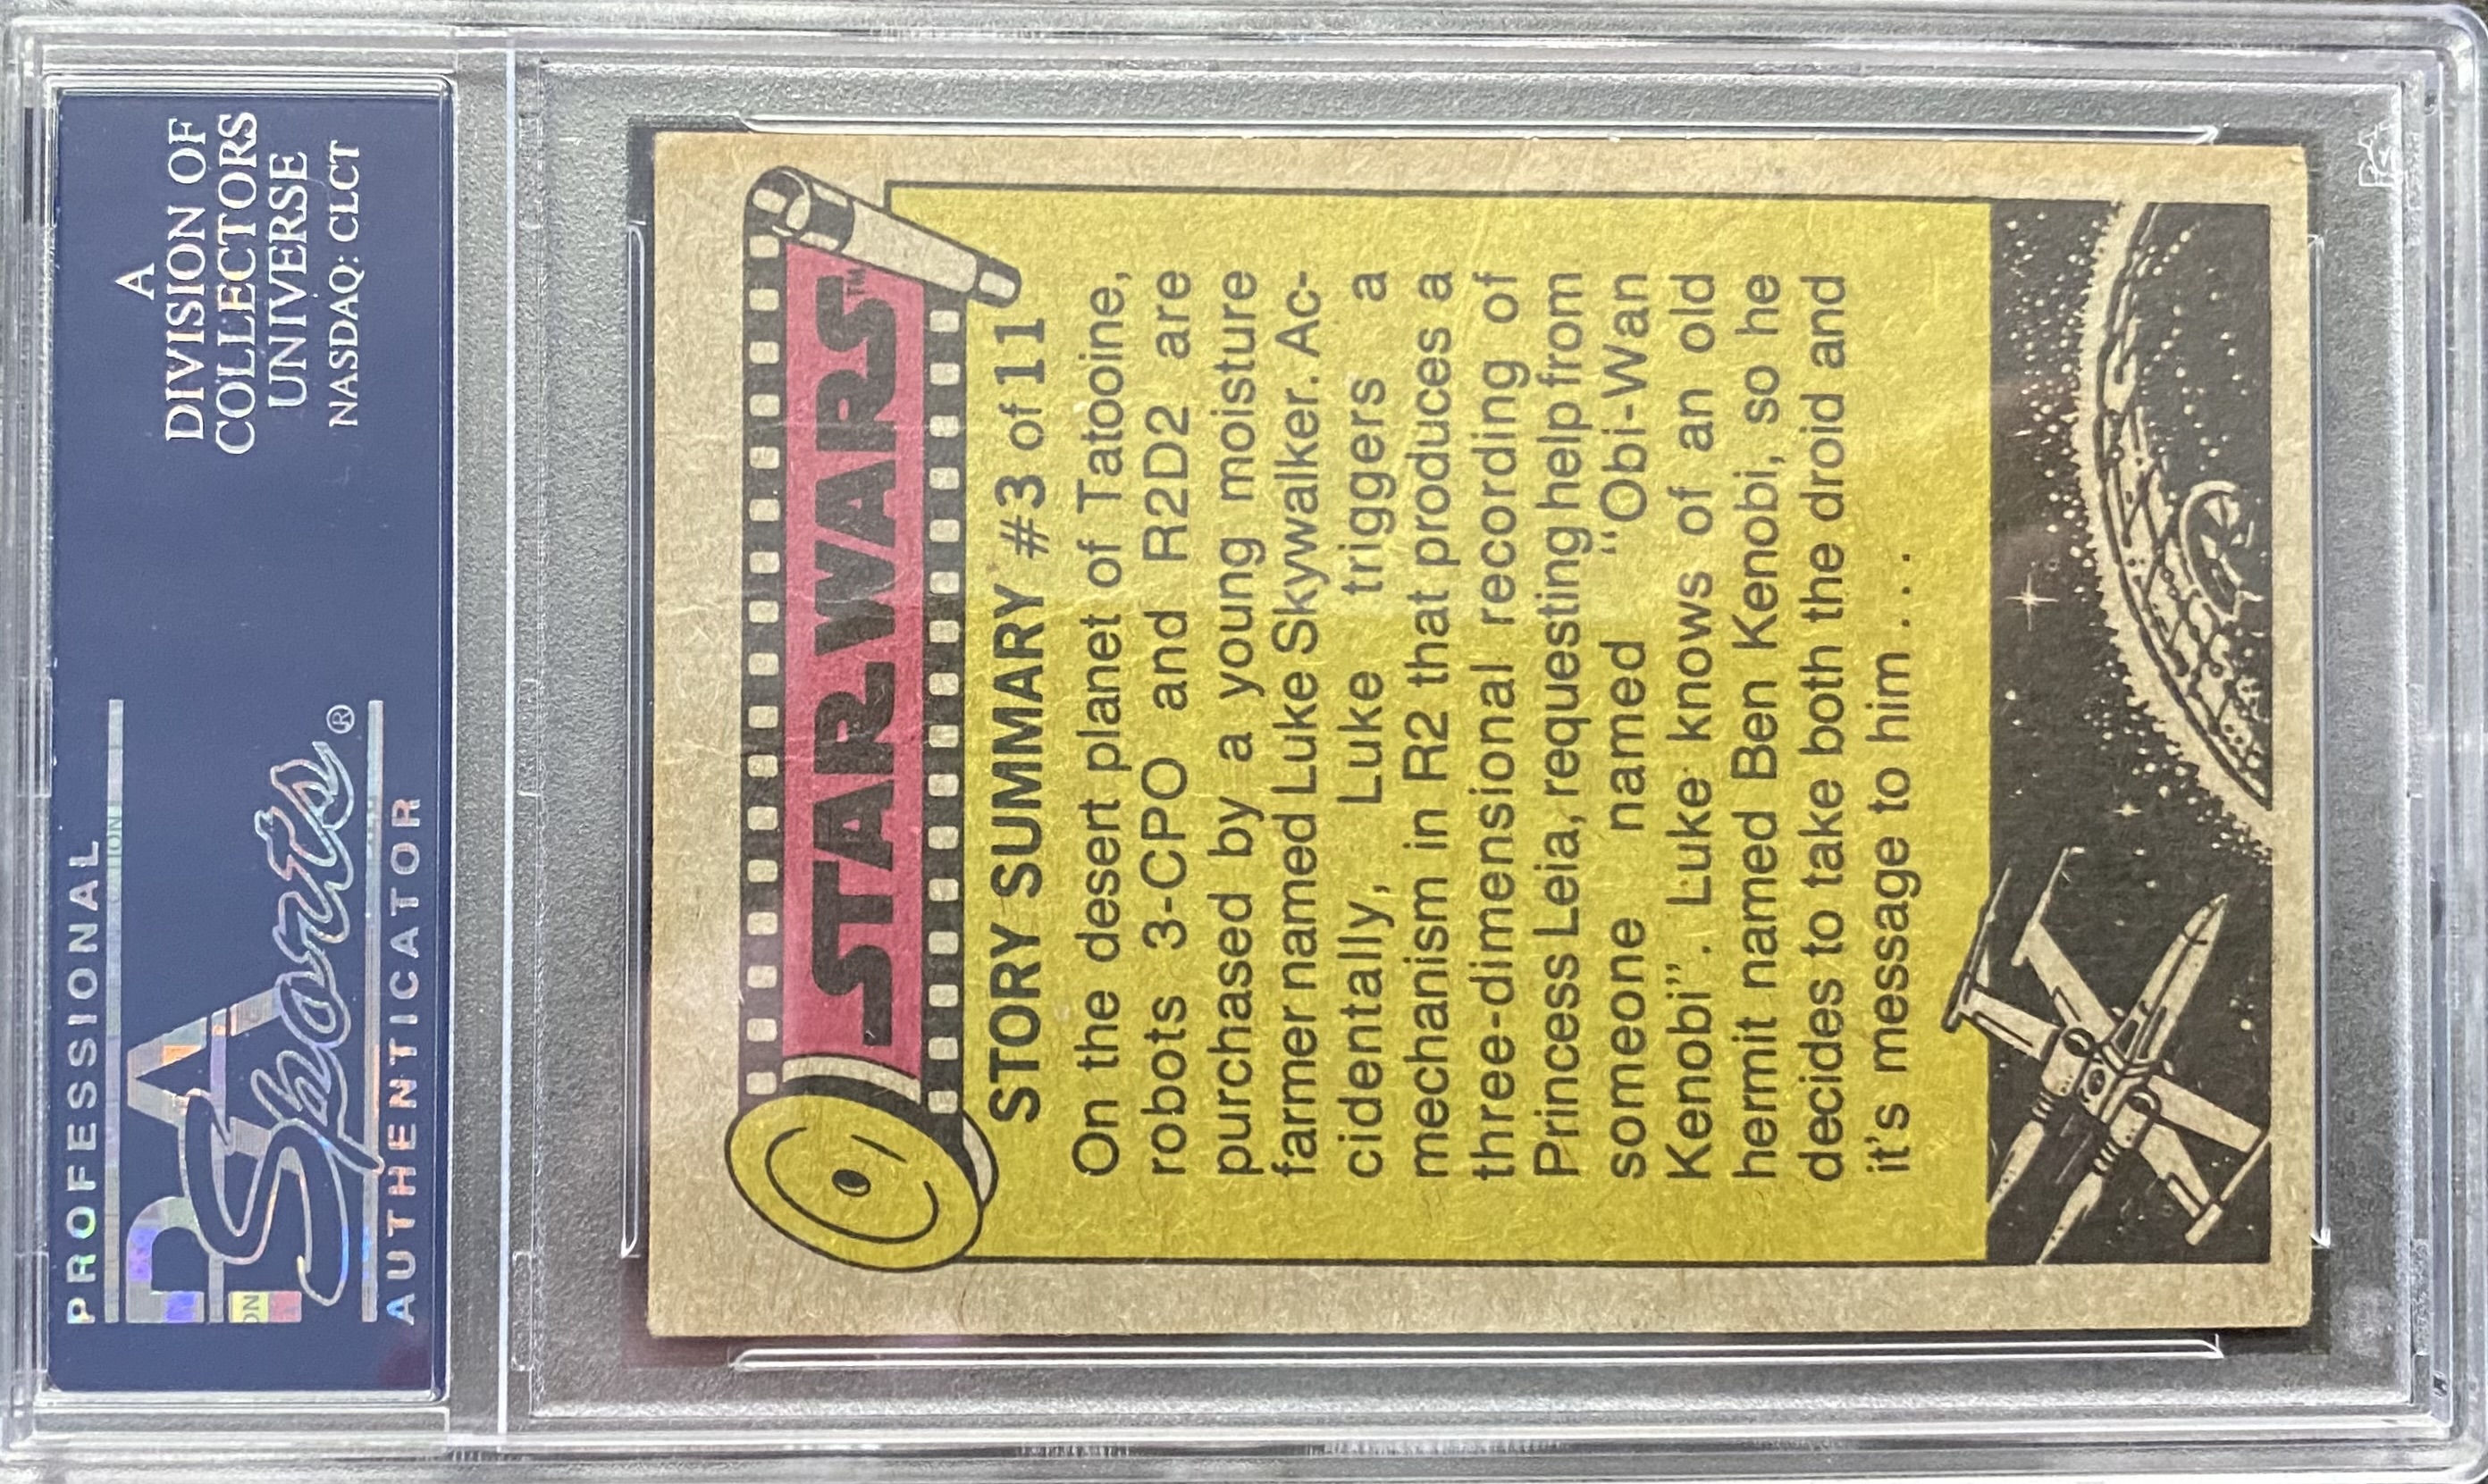 A
DIVISION OF
COLLECTORS
UNIVERSE
NASDAQ: CLCT
PROFESSIONAL
PSA
Sports®
AUTHENTICATOR
STAR WARS™
STORY SUMMARY #3 of 11
On the desert planet of Tatooine,
robots 3-CPO and R2D2 are
purchased by a young moisture
farmer named Luke Skywalker. Ac-
cidentally, Luke triggers a
mechanism in R2 that produces a
three-dimensional recording of
Princess Leia, requesting help from
someone named "Obi-Wan
Kenobi". Luke knows of an old
hermit named Ben Kenobi, so he
decides to take both the droid and
it's message to him....